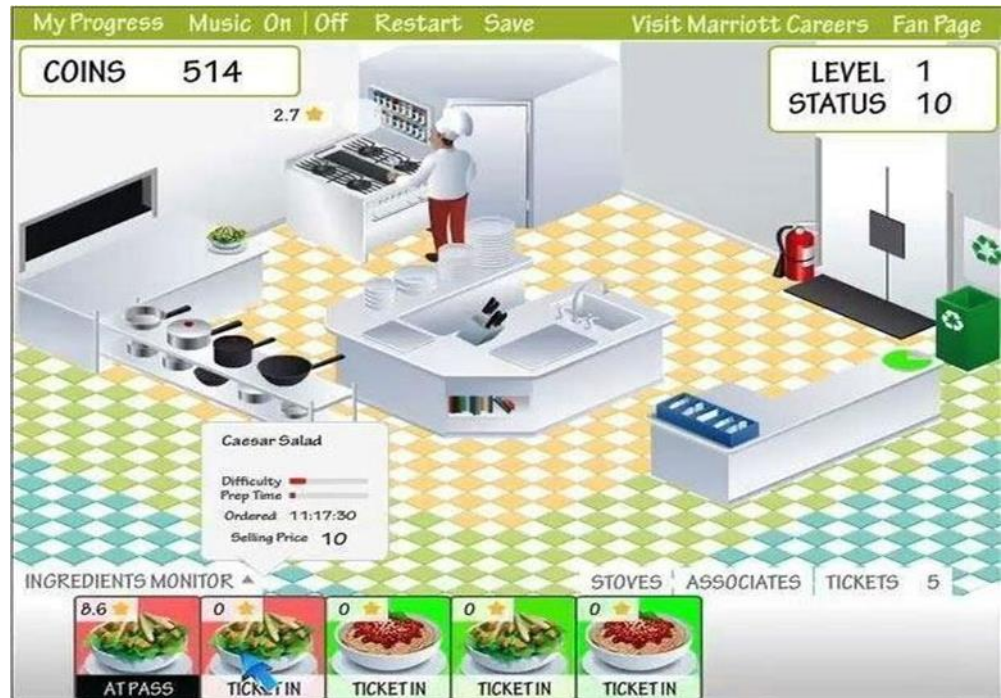 My Progress Music On | Off Restart Save Visit Marriott Careers Fan Page
COINS 514
LEVEL 1
STATUS 10
2.7
Caesar Salad
Difficulty
Prep Time
Ordered 11:17:30
Selling Price 10
INGREDIENTS MONITOR
STOVES ASSOCIATES TICKETS 5
8.6 0 0 0 0
AT PASS TICKET IN TICKET IN TICKET IN TICKET IN